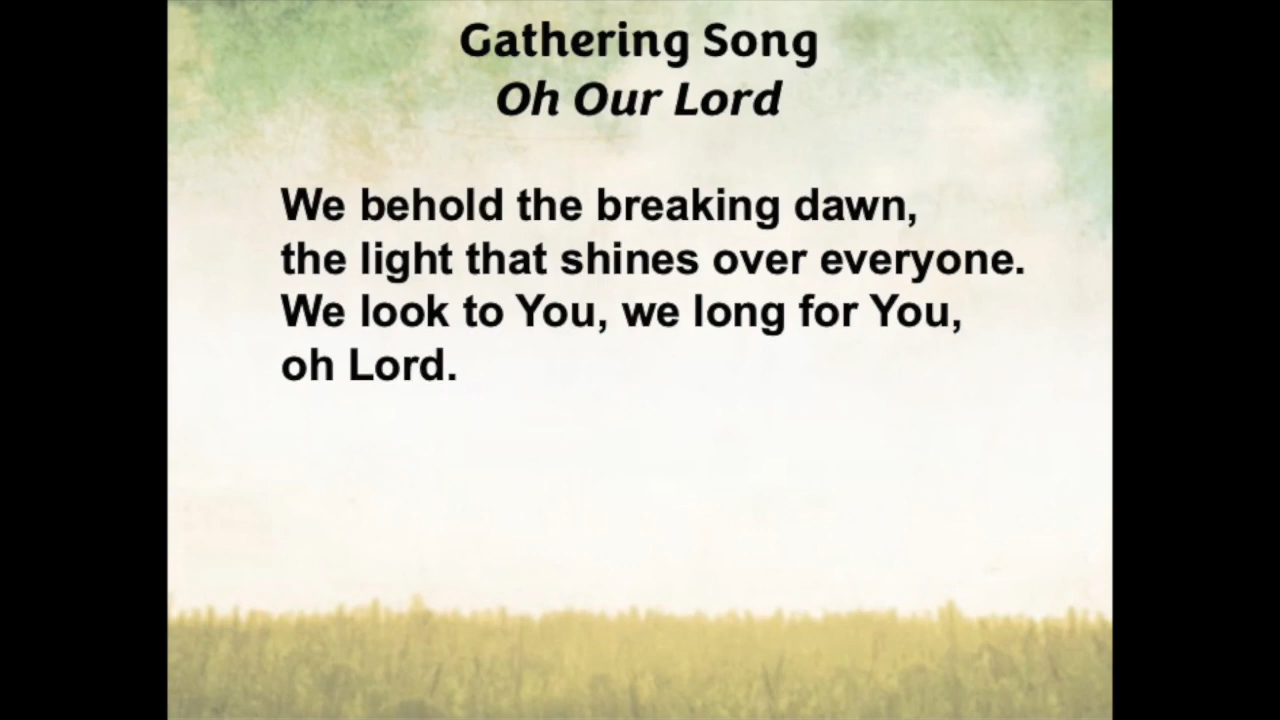 Gathering Song
Oh Our Lord
We behold the breaking dawn,
the light that shines over everyone.
We look to You, we long for You,
oh Lord.